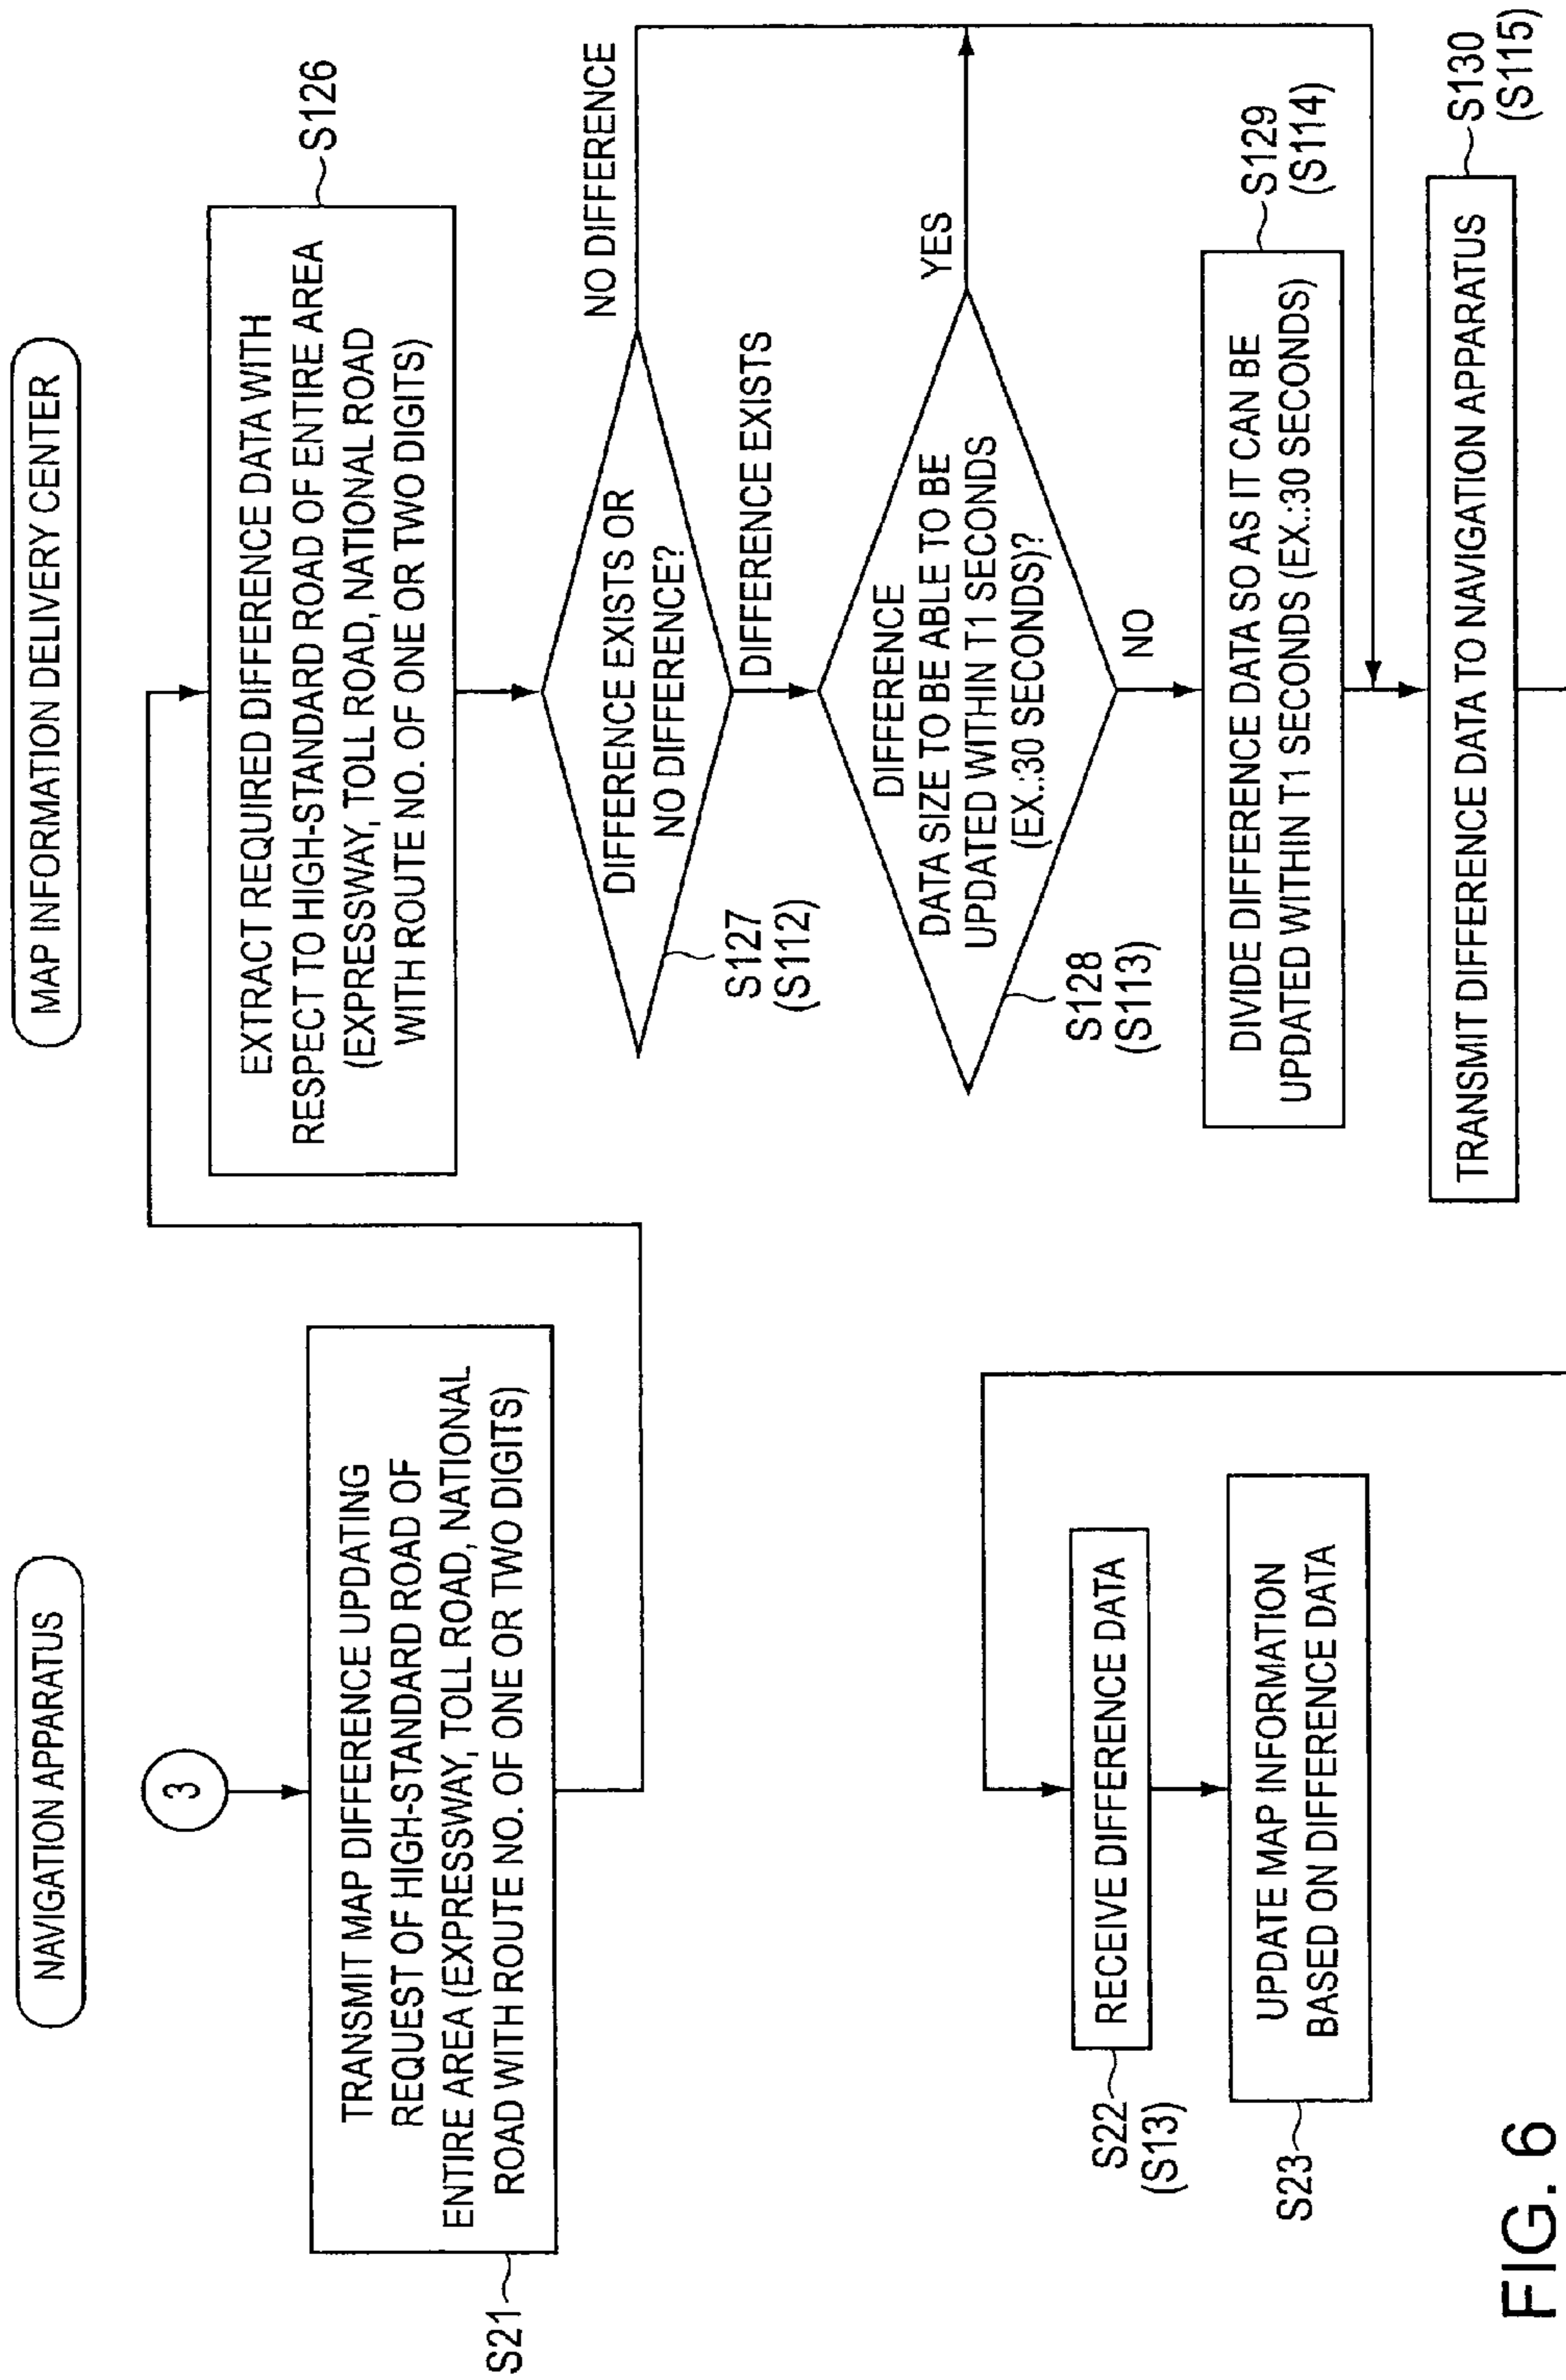 NAVIGATION APPARATUS
3
TRANSMIT MAP DIFFERENCE UPDATING
REQUEST OF HIGH-STANDARD ROAD OF
ENTIRE AREA (EXPRESSWAY, TOLL ROAD, NATIONAL
ROAD WITH ROUTE NO. OF ONE OR TWO DIGITS)
S21
MAP INFORMATION DELIVERY CENTER
EXTRACT REQUIRED DIFFERENCE DATA WITH
RESPECT TO HIGH-STANDARD ROAD OF ENTIRE AREA
(EXPRESSWAY, TOLL ROAD, NATIONAL ROAD
WITH ROUTE NO. OF ONE OR TWO DIGITS)
S126
DIFFERENCE EXISTS OR
NO DIFFERENCE?
NO DIFFERENCE
S127
(S112)
DIFFERENCE EXISTS
DIFFERENCE
DATA SIZE TO BE ABLE TO BE
UPDATED WITHIN T1 SECONDS
(EX.:30 SECONDS)?
YES
S128
(S113)
NO
DIVIDE DIFFERENCE DATA SO AS IT CAN BE
UPDATED WITHIN T1 SECONDS (EX.:30 SECONDS)
S129
(S114)
TRANSMIT DIFFERENCE DATA TO NAVIGATION APPARATUS
S130
(S115)
RECEIVE DIFFERENCE DATA
S22
(S13)
UPDATE MAP INFORMATION
BASED ON DIFFERENCE DATA
S23
FIG. 6